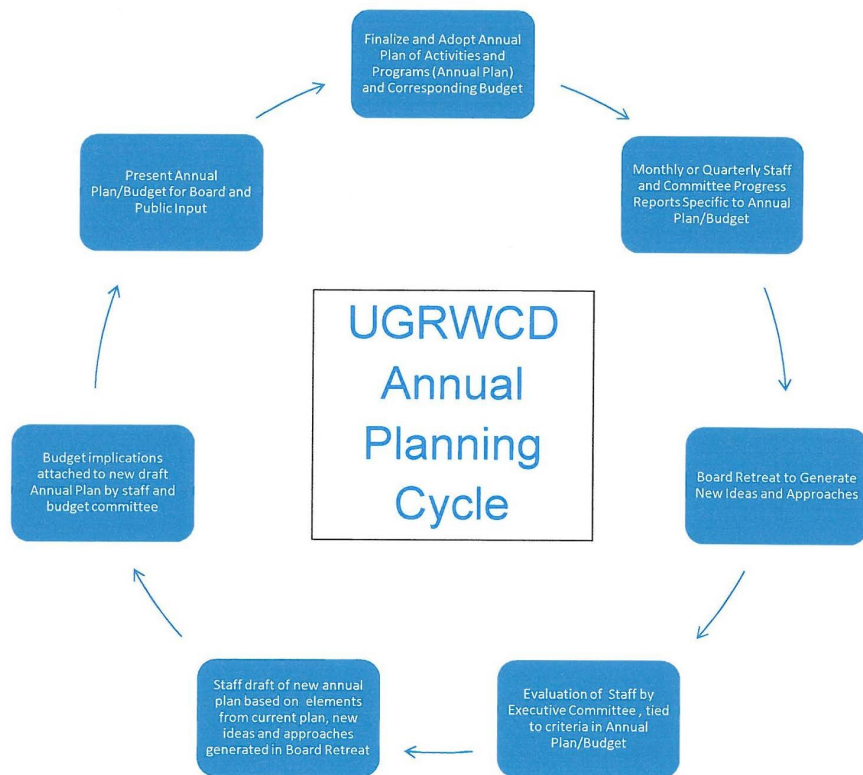 Finalize and Adopt Annual
Plan of Activities and
Programs (Annual Plan)
and Corresponding Budget
Monthly or Quarterly Staff
and Committee Progress
Reports Specific to Annual
Plan/Budget
Board Retreat to Generate
New Ideas and Approaches
Evaluation of Staff by
Executive Committee , tied
to criteria in Annual
Plan/Budget
Staff draft of new annual
plan based on elements
from current plan, new
ideas and approaches
generated in Board Retreat
Budget implications
attached to new draft
Annual Plan by staff and
budget committee
Present Annual
Plan/Budget for Board and
Public Input
UGRWCD
Annual
Planning
Cycle